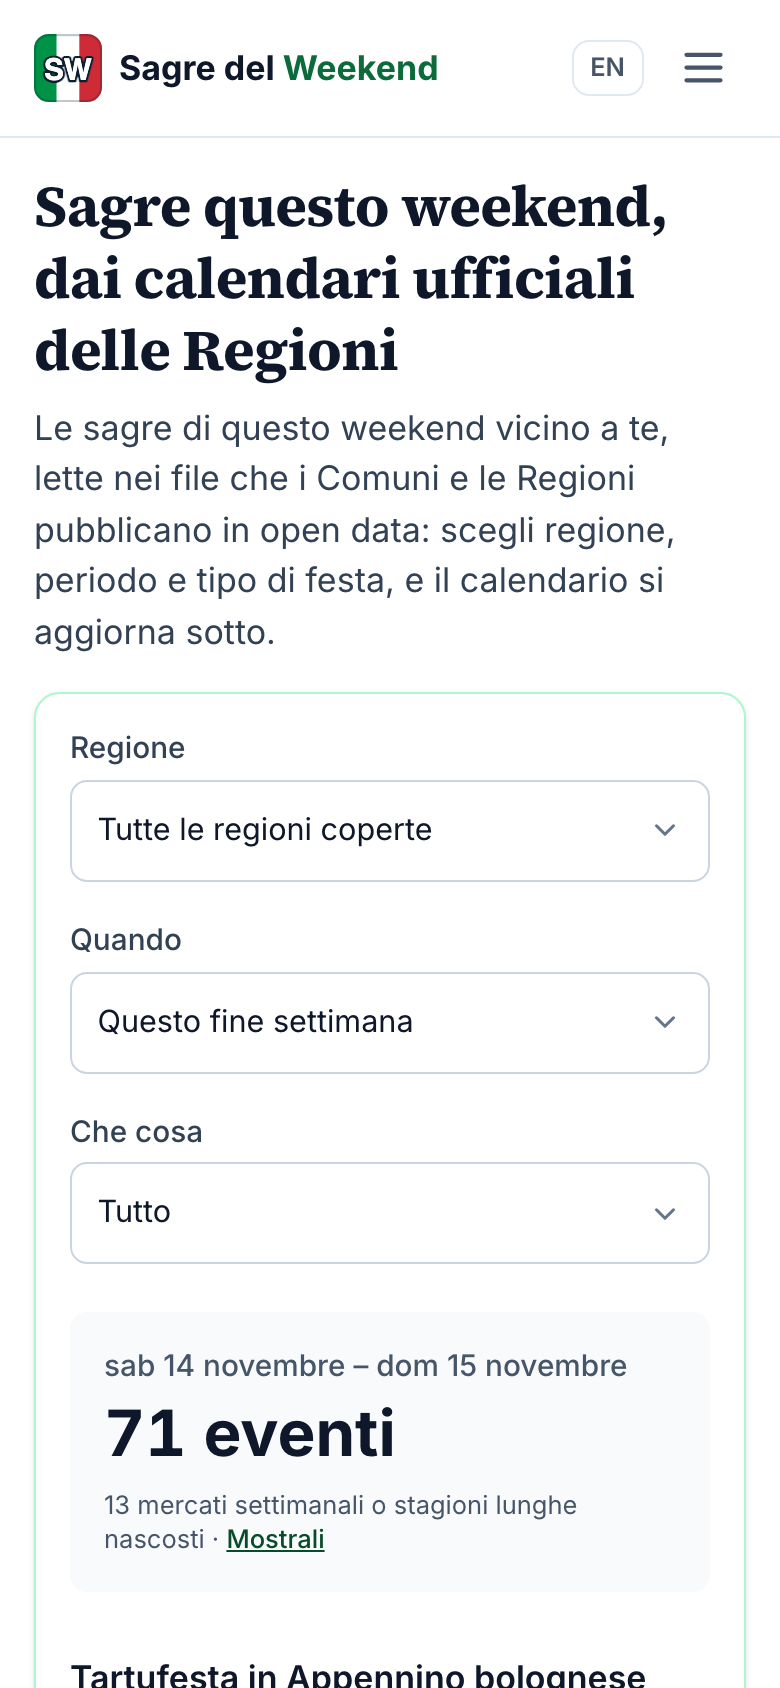 SW Sagre del Weekend EN
Sagre questo weekend,
dai calendari ufficiali
delle Regioni
Le sagre di questo weekend vicino a te,
lette nei file che i Comuni e le Regioni
pubblicano in open data: scegli regione,
periodo e tipo di festa, e il calendario si
aggiorna sotto.
Regione
Tutte le regioni coperte
Quando
Questo fine settimana
Che cosa
Tutto
sab 14 novembre – dom 15 novembre
71 eventi
13 mercati settimanali o stagioni lunghe
nascosti · Mostrali
Tartufesta in Appennino bolognese